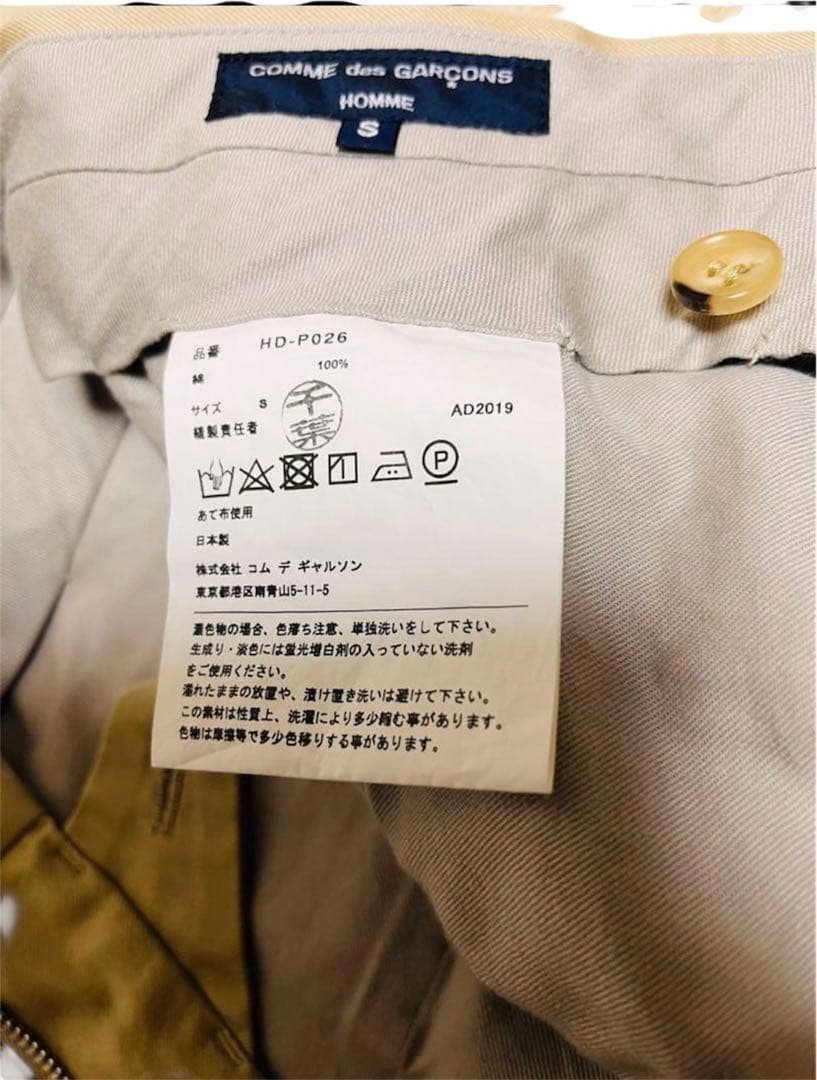 COMME des GARÇONS
HOMME
S
品番 HD-P026
綿 100%
サイズ S
千葉
AD2019
縫製責任者
P
あて布使用
日本製
株式会社 コム デ ギャルソン
東京都港区南青山5-11-5
濃色物の場合、色落ち注意、単独洗いをして下さい。
生成り・淡色には蛍光増白剤の入っていない洗剤
をご使用ください。
濡れたままの放置や、漬け置き洗いは避けて下さい。
この素材は性質上、洗濯により多少縮む事があります。
色物は摩擦等で多少色移りする事があります。